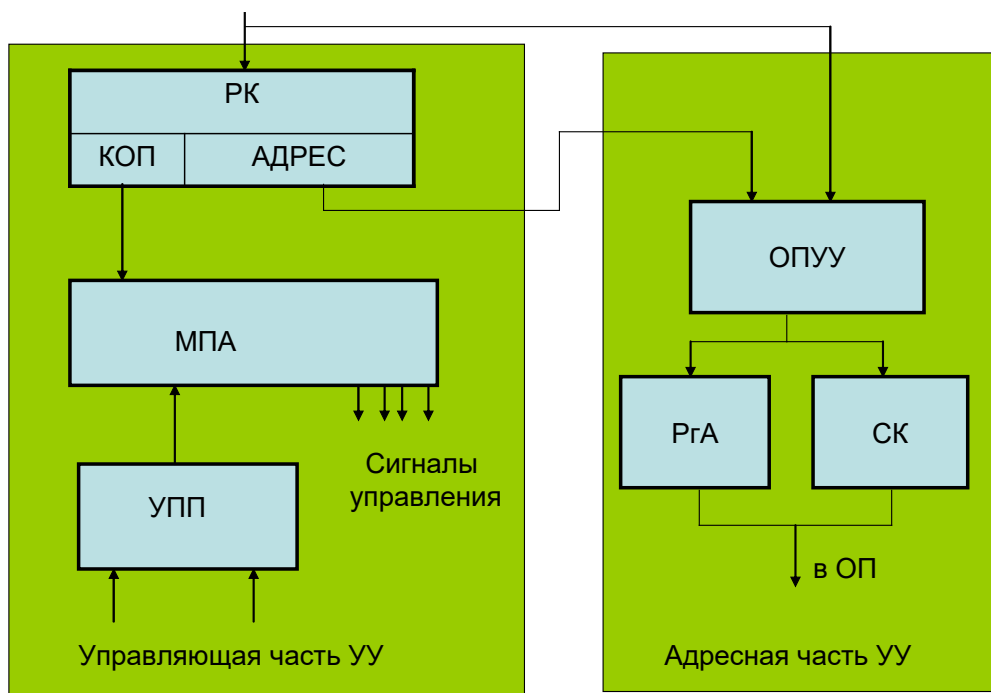 РК
КОП
АДРЕС
МПА
Сигналы
управления
УПП
Управляющая часть УУ
ОПУУ
РгА
СК
в ОП
Адресная часть УУ